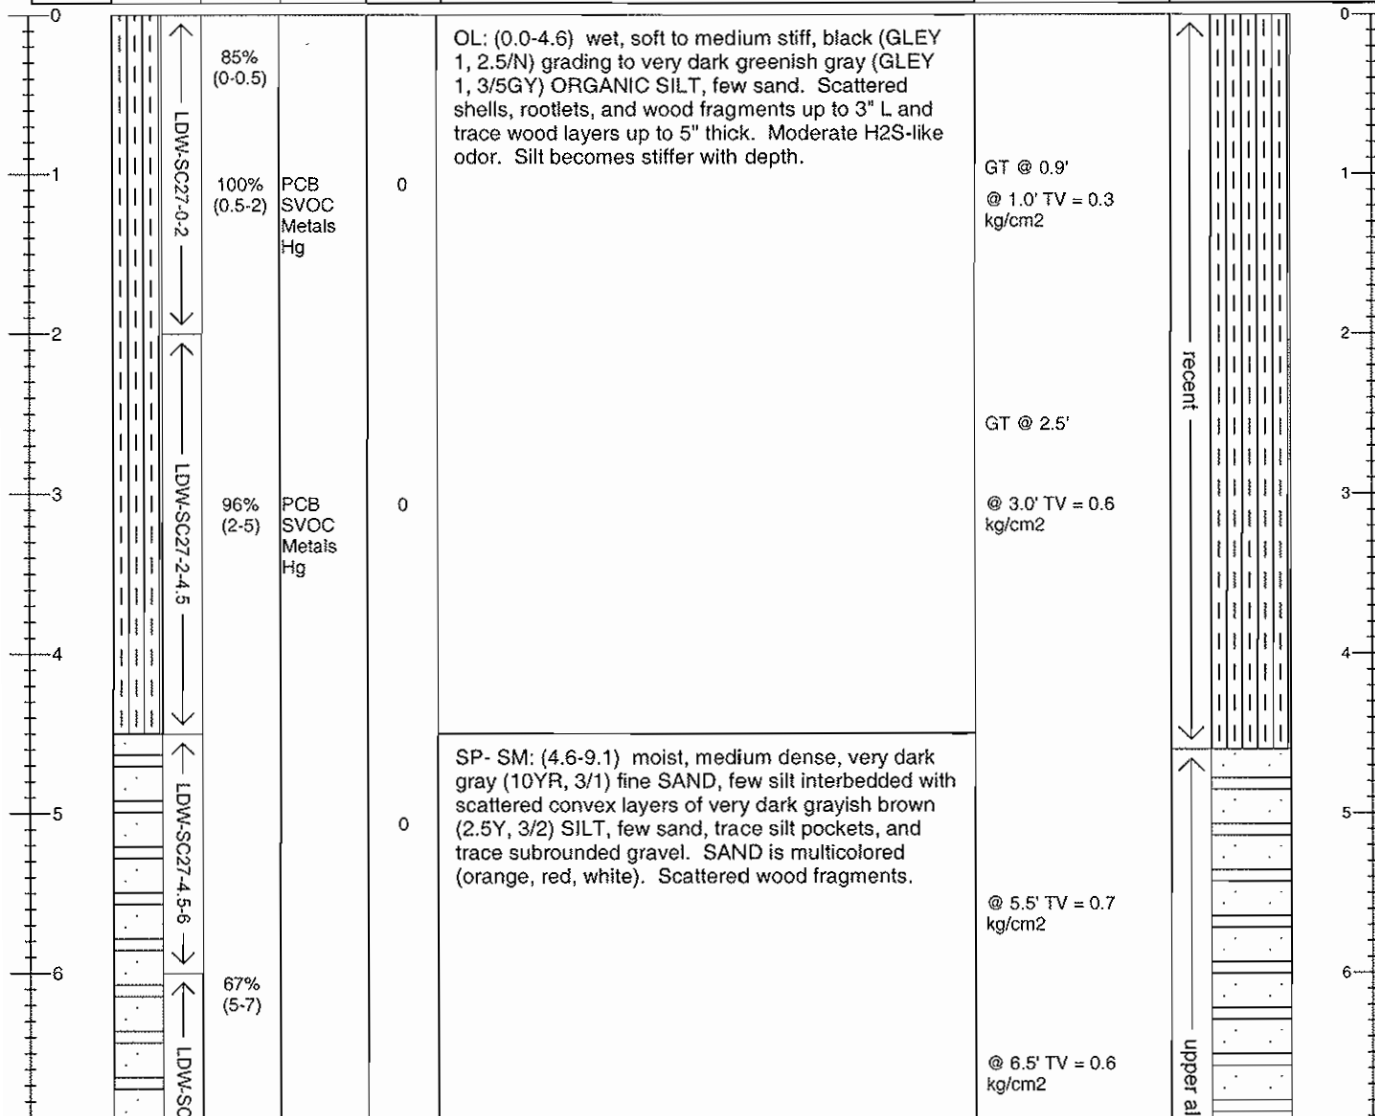 0
0
OL: (0.0-4.6) wet, soft to medium stiff, black (GLEY
1, 2.5/N) grading to very dark greenish gray (GLEY
1, 3/5GY) ORGANIC SILT, few sand. Scattered
shells, rootlets, and wood fragments up to 3" L and
trace wood layers up to 5" thick. Moderate H2S-like
odor. Silt becomes stiffer with depth.
85%
(0-0.5)
LDW-SC27-0-2
1
100%
(0.5-2)
PCB
SVOC
Metals
Hg
0
GT @ 0.9'
@ 1.0' TV = 0.3
kg/cm2
1
2
recent
2
GT @ 2.5'
LDW-SC27-2-4.5
3
96%
(2-5)
PCB
SVOC
Metals
Hg
0
@ 3.0' TV = 0.6
kg/cm2
3
4
4
SP- SM: (4.6-9.1) moist, medium dense, very dark
gray (10YR, 3/1) fine SAND, few silt interbedded with
scattered convex layers of very dark grayish brown
(2.5Y, 3/2) SILT, few sand, trace silt pockets, and
trace subrounded gravel. SAND is multicolored
(orange, red, white). Scattered wood fragments.
LDW-SC27-4.5-6
5
0
5
@ 5.5' TV = 0.7
kg/cm2
6
67%
(5-7)
6
LDW-SC
@ 6.5' TV = 0.6
kg/cm2
upper al